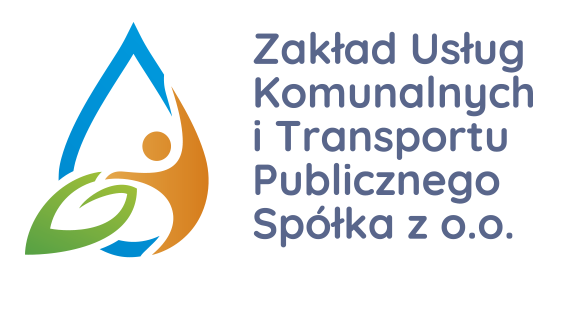 Zakład Usług
Komunalnych
i Transportu
Publicznego
Spółka z o.o.